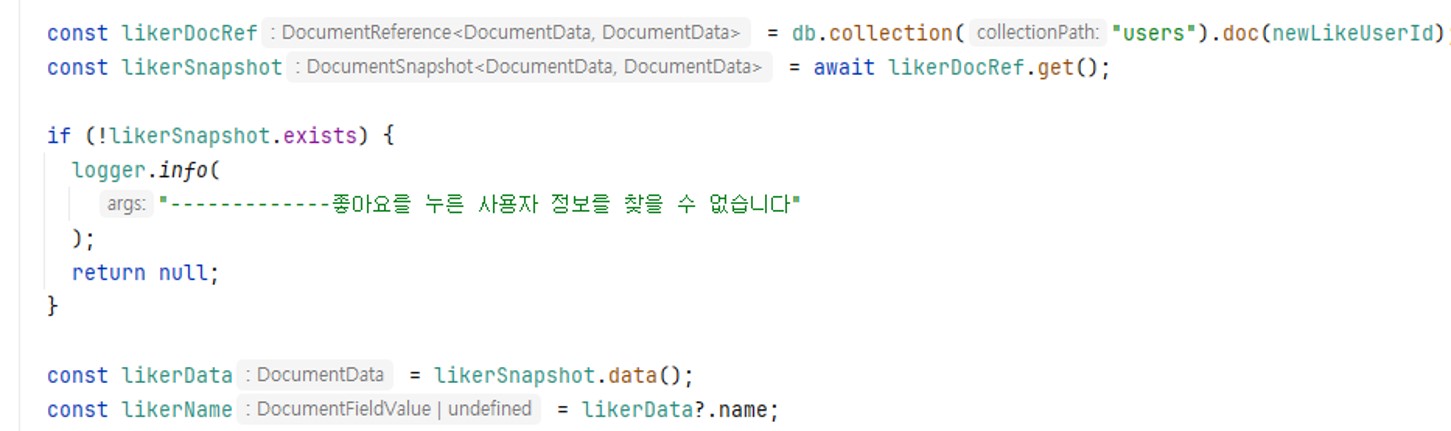 const likerDocRef : DocumentReference<DocumentData, DocumentData> = db.collection( collectionPath: "users").doc(newLikeUserId);
const likerSnapshot : DocumentSnapshot<DocumentData, DocumentData> = await likerDocRef.get();
if (!likerSnapshot.exists) {
logger.info(
args: "-------------좋아요를 누른 사용자 정보를 찾을 수 없습니다"
);
return null;
}
const likerData : DocumentData = likerSnapshot.data();
const likerName : DocumentFieldValue | undefined = likerData?.name;